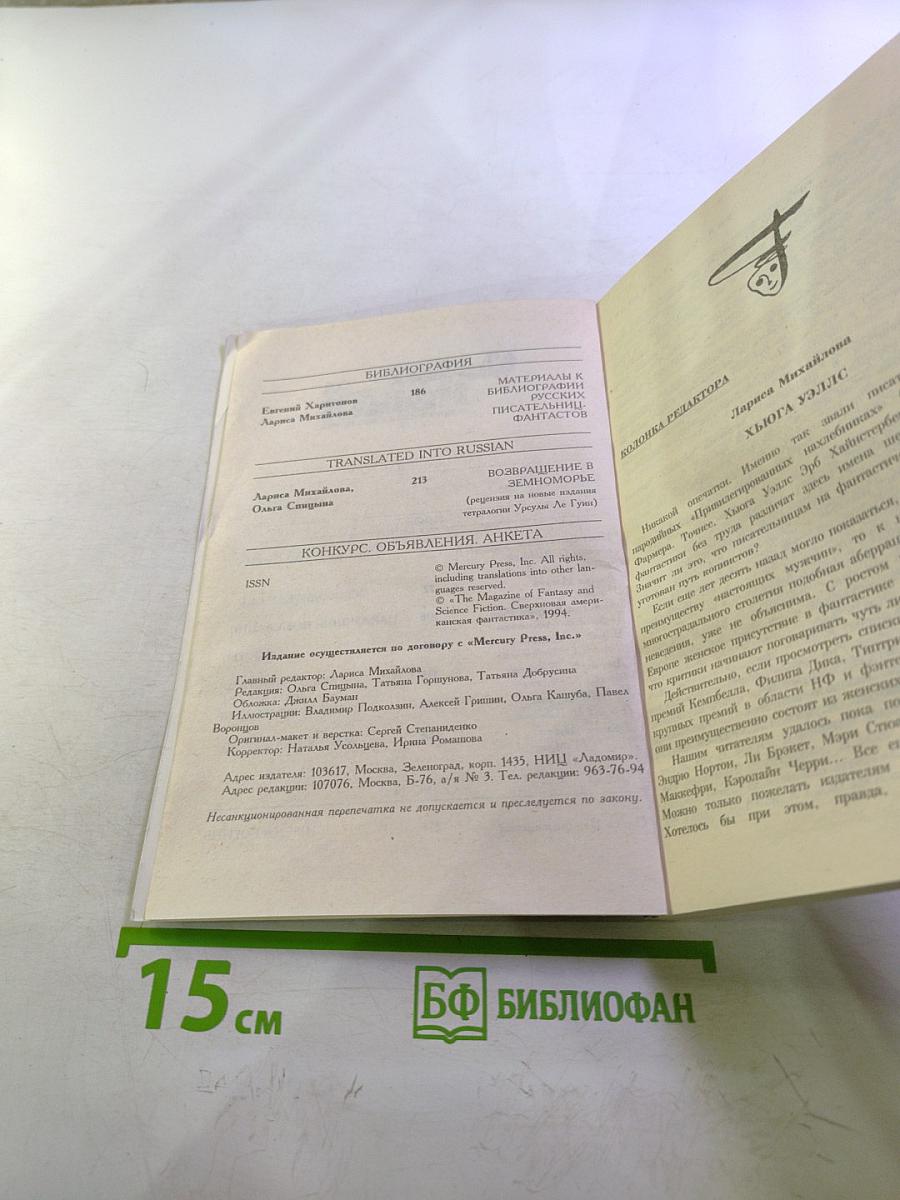 БИБЛИОГРАФИЯ
Евгений Харитонов
Лариса Михайлова
186
МАТЕРИАЛЫ К
БИБЛИОГРАФИИ
РУССКИХ
ПИСАТЕЛЬНИЦ-
ФАНТАСТОВ
TRANSLATED INTO RUSSIAN
Лариса Михайлова,
Ольга Спицына
213
ВОЗВРАЩЕНИЕ В
ЗЕМНОМОРЬЕ
(рецензия на новые издания
тетралогии Урсулы Ле Гуин)
КОНКУРС. ОБЪЯВЛЕНИЯ. АНКЕТА
ISSN
© Mercury Press, Inc. All rights,
including translations into other lan-
guages reserved.
© «The Magazine of Fantasy and
Science Fiction. Сверхновая амери-
канская фантастика», 1994.
Издание осуществляется по договору с «Mercury Press, Inc.»
Главный редактор: Лариса Михайлова
Редакция: Ольга Спицына, Татьяна Горшунова, Татьяна Добрусина
Обложка: Джилл Бауман
Иллюстрации: Владимир Подколзин, Алексей Гришин, Ольга Кашуба, Павел
Воронцов
Оригинал-макет и верстка: Сергей Степаниденко
Корректор: Наталья Усольцева, Ирина Ромашова
Адрес издателя: 103617, Москва, Зеленоград, корп. 1435, НИЦ «Ладомир».
Адрес редакции: 107076, Москва, Б-76, а/я № 3. Тел. редакции: 963-76-94
Несанкционированная перепечатка не допускается и преследуется по закону.
КОЛОНКА РЕДАКТОРА
Лариса Михайлова
ХЬЮГА УЭЛЛС
Никакой опечатки. Именно так звали
пародийных «Привилегированных нахлебниках»
Фармера. Точнее, Хьюга Уэллс Эрб Хайнстербе
фантастики без труда различат здесь имена
Значит ли это, что писательницам на фантастиче
уготован путь копиистов?
Если еще лет десять назад могло показаться,
преимуществу «настоящих мужчин», то к
многострадального столетия подобная аберрац
неведения, уже не объяснима. С ростом
Европе женское присутствие в фантастике
что критики начинают поговаривать чуть ли
Действительно, если просмотреть списки
премий Кемпбелла, Филипа Дика, Типтри
крупных премий в области НФ и фэнте
они преимущественно состоят из женских
Нашим читателям удалось пока по
Эндрю Нортон, Ли Брэкет, Мэри Стю
Маккефри, Кэролайн Черри... Все е
Можно только пожелать издателям
Хотелось бы при этом, правда,
15 см
БФ БИБЛИОФАН